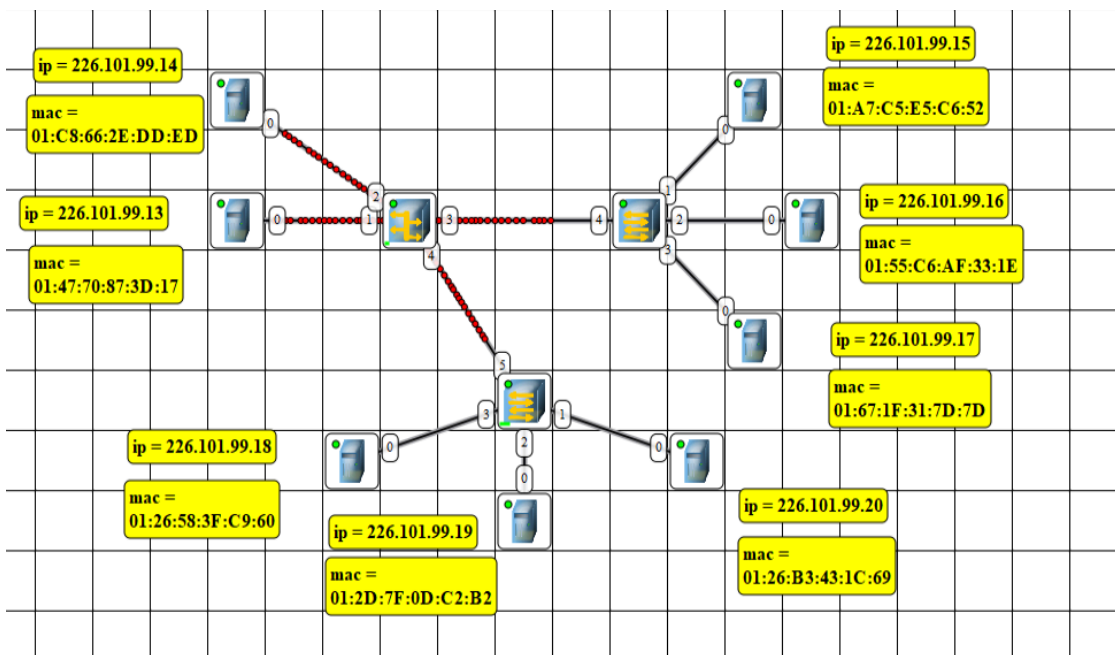 ip = 226.101.99.14
mac =
01:C8:66:2E:DD:ED
ip = 226.101.99.13
mac =
01:47:70:87:3D:17
0
2
0
1
3
4
4
1
2
3
0
0
0
ip = 226.101.99.15
mac =
01:A7:C5:E5:C6:52
ip = 226.101.99.16
mac =
01:55:C6:AF:33:1E
ip = 226.101.99.17
mac =
01:67:1F:31:7D:7D
5
3
2
1
0
0
0
ip = 226.101.99.18
mac =
01:26:58:3F:C9:60
ip = 226.101.99.19
mac =
01:2D:7F:0D:C2:B2
ip = 226.101.99.20
mac =
01:26:B3:43:1C:69